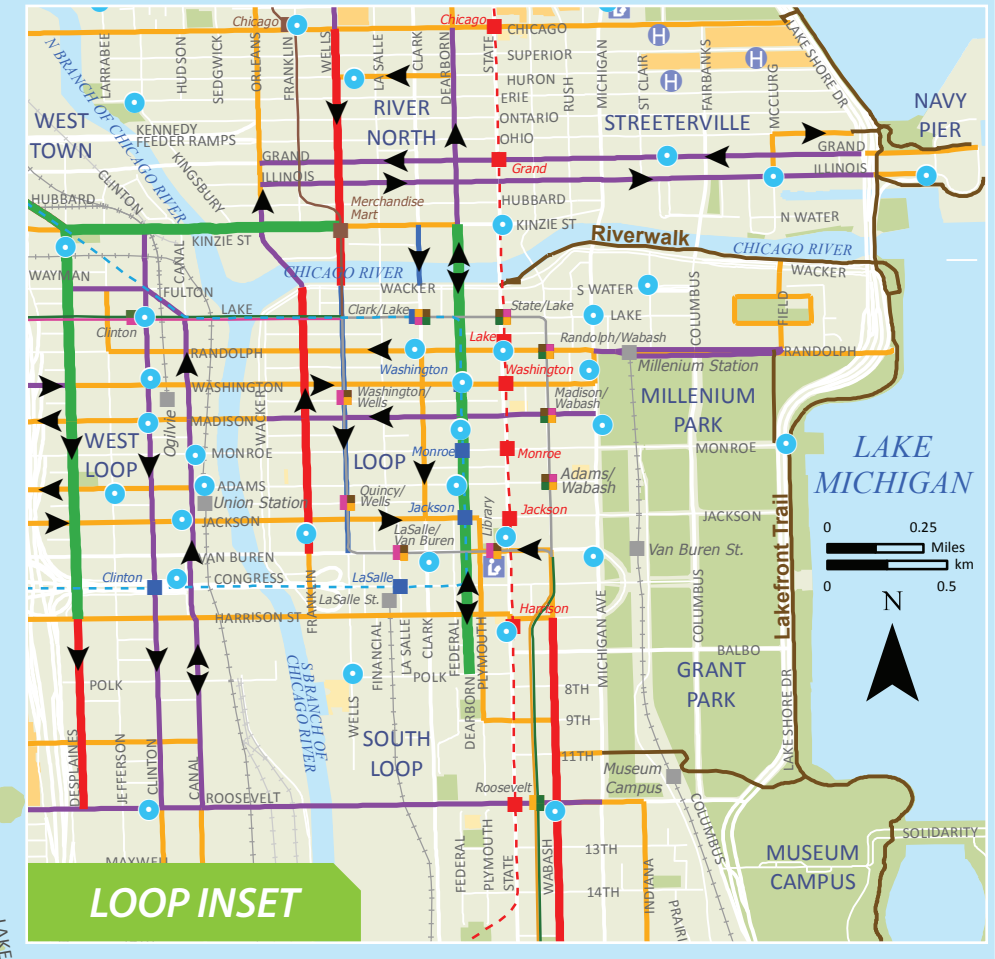 Chicago
Chicago
CHICAGO
LARRABEE
HUDSON
SEDGWICK
ORLEANS
FRANKLIN
WELLS
LA SALLE
CLARK
DEARBORN
STATE
SUPERIOR
HURON
ERIE
ONTARIO
OHIO
RUSH
MICHIGAN
ST CLAIR
FAIRBANKS
MCCLURG
LAKE SHORE DR
H
H
H
N BRANCH OF CHICAGO RIVER
WEST
TOWN
KENNEDY
FEEDER RAMPS
KINGSBURY
CLINTON
RIVER
NORTH
STREETERVILLE
NAVY
PIER
GRAND
Grand
GRAND
ILLINOIS
ILLINOIS
HUBBARD
Merchandise
Mart
HUBBARD
KINZIE ST
KINZIE ST
N WATER
Riverwalk
CHICAGO RIVER
CHICAGO RIVER
WACKER
WACKER
WAYMAN
CANAL
FULTON
LAKE
Clinton
Clark/Lake
State/Lake
S WATER
LAKE
COLUMBUS
FIELD
RANDOLPH
Lake
Randolph/Wabash
RANDOLPH
Millenium Station
Washington
Washington
WASHINGTON
Washington/
Wells
Madison/
Wabash
MILLENIUM
PARK
MADISON
WACKER
Ogilvie
WEST
LOOP
MONROE
LOOP
Monroe
Monroe
MONROE
LAKE
MICHIGAN
ADAMS
Union Station
Quincy/
Wells
Adams/
Wabash
JACKSON
Jackson
Jackson
JACKSON
LaSalle/
Van Buren
Library
Van Buren St.
VAN BUREN
CONGRESS
Clinton
LaSalle
LaSalle St.
Lakefront Trail
0
0.25
Miles
km
0
0.5
N
HARRISON ST
FRANKLIN
Harrison
FINANCIAL
LA SALLE
CLARK
FEDERAL
PLYMOUTH
MICHIGAN AVE
COLUMBUS
BALBO
GRANT
PARK
S BRANCH OF
CHICAGO RIVER
POLK
POLK
WELLS
DEARBORN
8TH
9TH
11TH
LAKE SHORE DR
SOUTH
LOOP
DESPLAINES
JEFFERSON
CLINTON
CANAL
ROOSEVELT
Roosevelt
Museum
Campus
COLUMBUS
SOLIDARITY
MAXWELL
FEDERAL
PLYMOUTH
STATE
WABASH
13TH
14TH
INDIANA
PRAIRI
MUSEUM
CAMPUS
LOOP INSET
LAKE